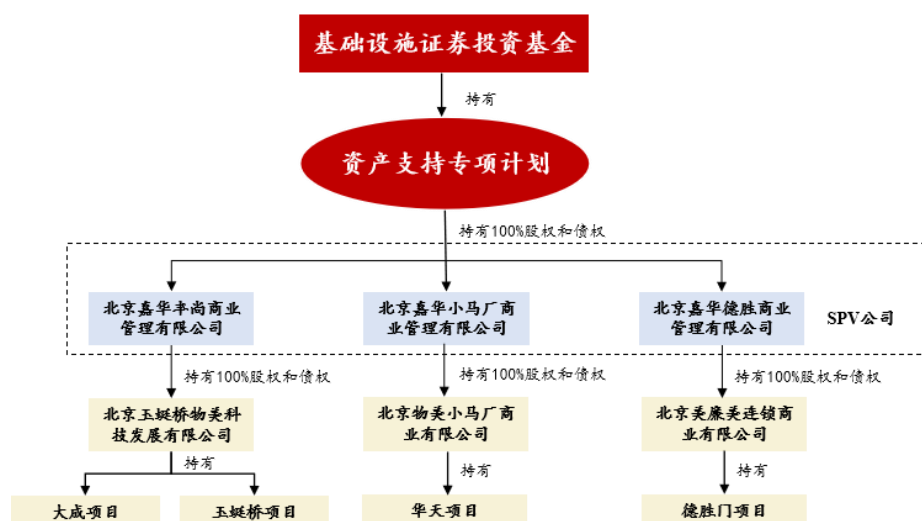 基础设施证券投资基金
持有
资产支持专项计划
持有100%股权和债权
北京嘉华丰尚商业
管理有限公司
北京嘉华小马厂商
业管理有限公司
北京嘉华德胜商业
管理有限公司
SPV公司
持有100%股权和债权
持有100%股权和债权
持有100%股权和债权
北京玉蜓桥物美科
技发展有限公司
北京物美小马厂商
业有限公司
北京美廉美连锁商
业有限公司
持有
持有
持有
大成项目
玉蜓桥项目
华天项目
德胜门项目